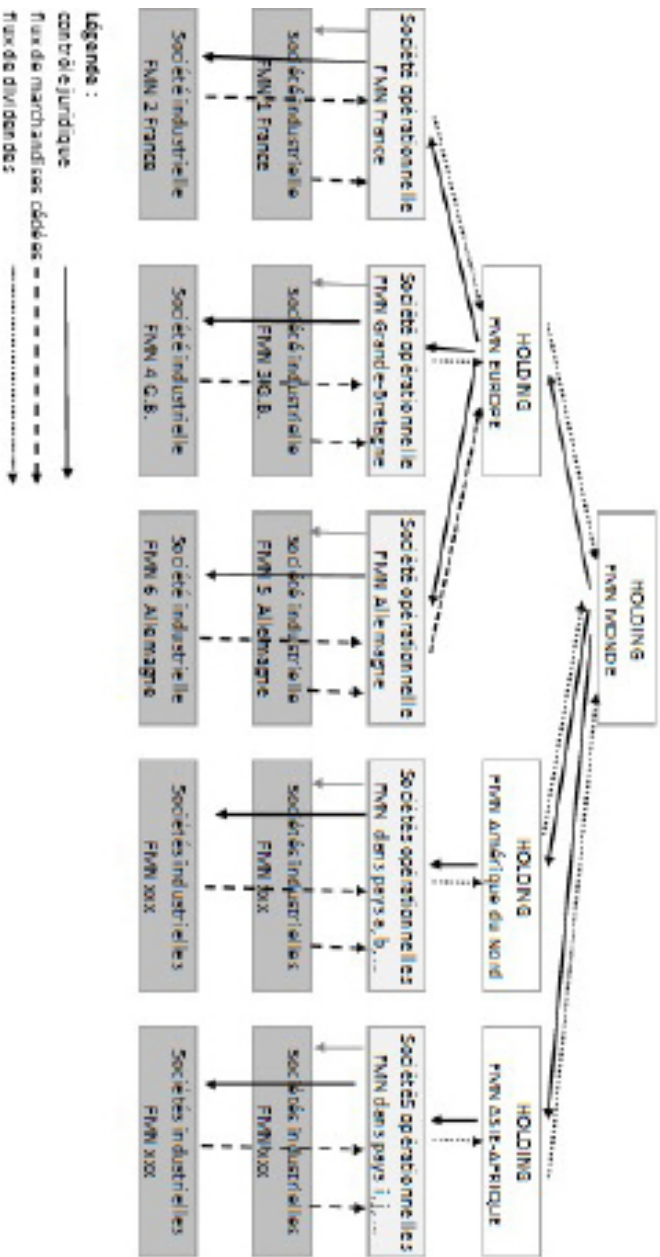 HOLDING
FMN MONDE
HOLDING
FMN EUROPE
HOLDING
FMN Amérique du Nord
HOLDING
FMN ASIE-AFRIQUE
Société opérationnelle
FMN France
Société opérationnelle
FMN Grande-Bretagne
Société opérationnelle
FMN Allemagne
Sociétés opérationnelles
FMN dans pays a, b, ...
Sociétés opérationnelles
FMN dans pays i, j, ...
Société industrielle
FMN 1 France
Société industrielle
FMN 3 G.B.
Société industrielle
FMN 5 Allemagne
Sociétés industrielles
FMN xxx
Sociétés industrielles
FMN xxx
Société industrielle
FMN 2 France
Société industrielle
FMN 4 G.B.
Société industrielle
FMN 6 Allemagne
Sociétés industrielles
FMN xxx
Sociétés industrielles
FMN xxx
Légende :
contrôle juridique
flux de marchandises cédées
flux de dividendes